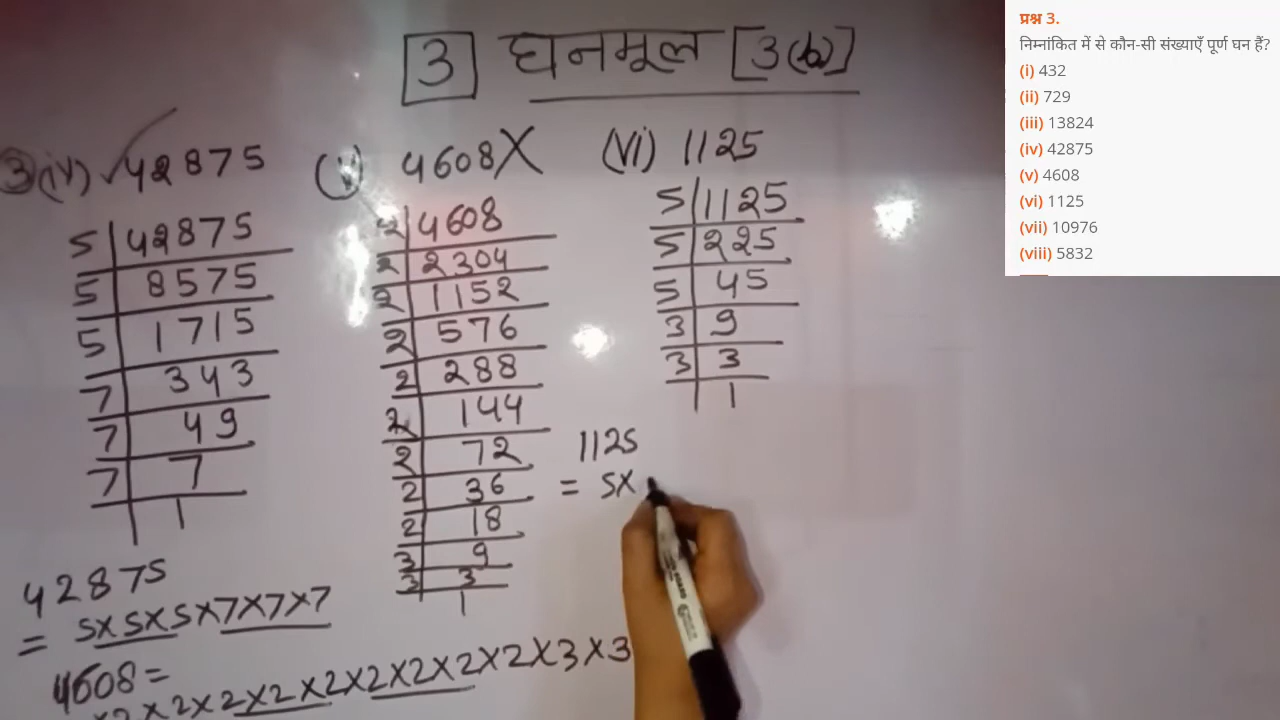 3 घनमूल [3(b)]
3(iv) ✓42875
5 | 42875
5 | 8575
5 | 1715
7 | 343
7 | 49
7 | 7
1
42875
= 5×5×5×7×7×7
(v) 4608 X
2 | 4608
2 | 2304
2 | 1152
2 | 576
2 | 288
2 | 144
2 | 72
2 | 36
2 | 18
3 | 9
3 | 3
1
4608=
×2×2×2×2×2×2×2×2×2×3×3
(vi) 1125
5 | 1125
5 | 225
5 | 45
3 | 9
3 | 3
1
1125
= 5×
प्रश्न 3.
निम्नांकित में से कौन-सी संख्याएँ पूर्ण घन हैं?
(i) 432
(ii) 729
(iii) 13824
(iv) 42875
(v) 4608
(vi) 1125
(vii) 10976
(viii) 5832